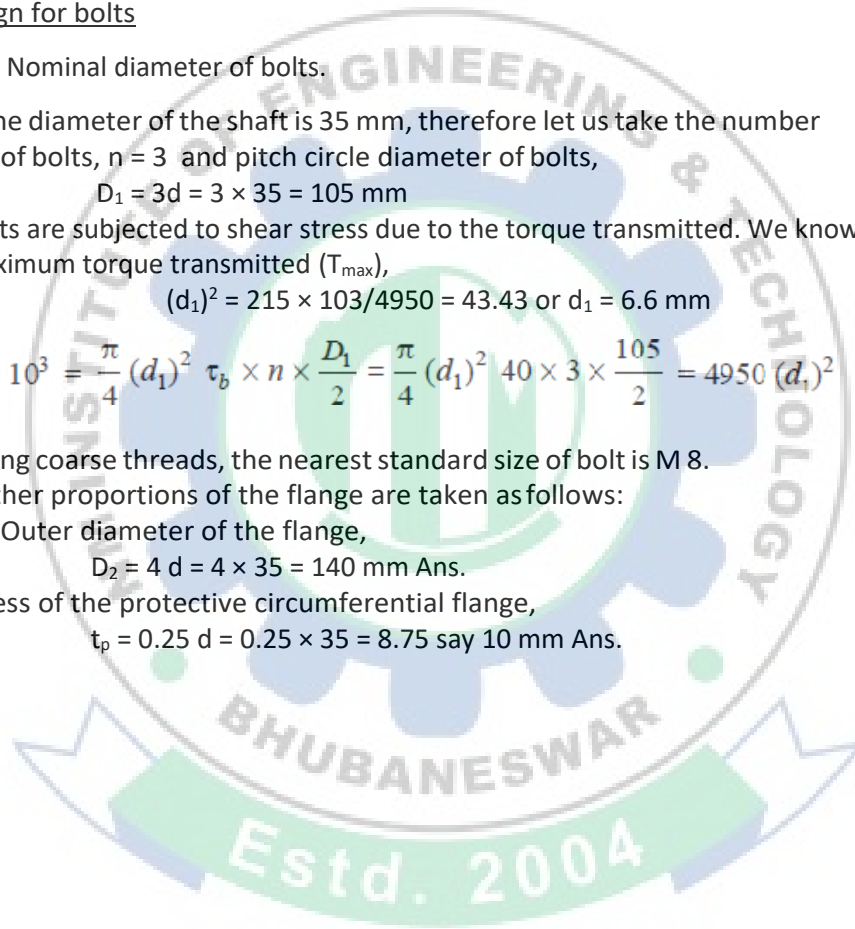 gn for bolts
Nominal diameter of bolts.
he diameter of the shaft is 35 mm, therefore let us take the number
of bolts, n = 3 and pitch circle diameter of bolts,
D₁ = 3d = 3 × 35 = 105 mm
ts are subjected to shear stress due to the torque transmitted. We know
ximum torque transmitted (Tmax),
(d₁)² = 215 × 103/4950 = 43.43 or d₁ = 6.6 mm
10³ = π/4 (d₁)² τb × n × D₁/2 = π/4 (d₁)² 40 × 3 × 105/2 = 4950 (d₁)²
ng coarse threads, the nearest standard size of bolt is M 8.
ther proportions of the flange are taken as follows:
Outer diameter of the flange,
D₂ = 4 d = 4 × 35 = 140 mm Ans.
ess of the protective circumferential flange,
tp = 0.25 d = 0.25 × 35 = 8.75 say 10 mm Ans.
INSTITUTE OF ENGINEERING & TECHNOLOGY
BHUBANESWAR
Estd. 2004